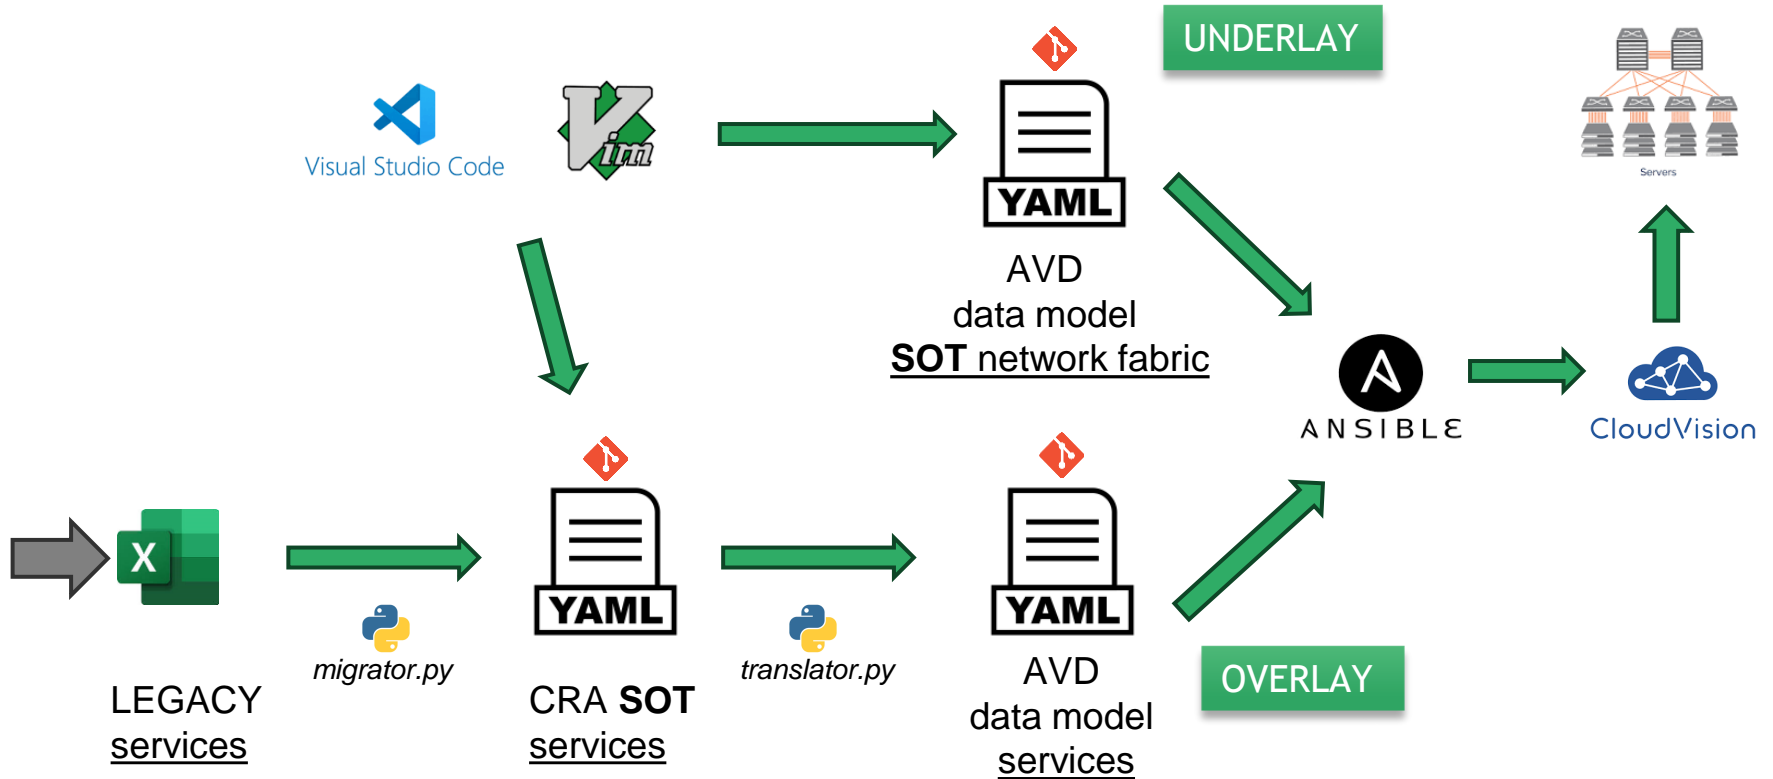 UNDERLAY
Visual Studio Code
Vim
YAML
Servers
AVD
data model
SOT network fabric
ANSIBLE
CloudVision
X
YAML
YAML
migrator.py
translator.py
OVERLAY
LEGACY
services
CRA SOT
services
AVD
data model
services